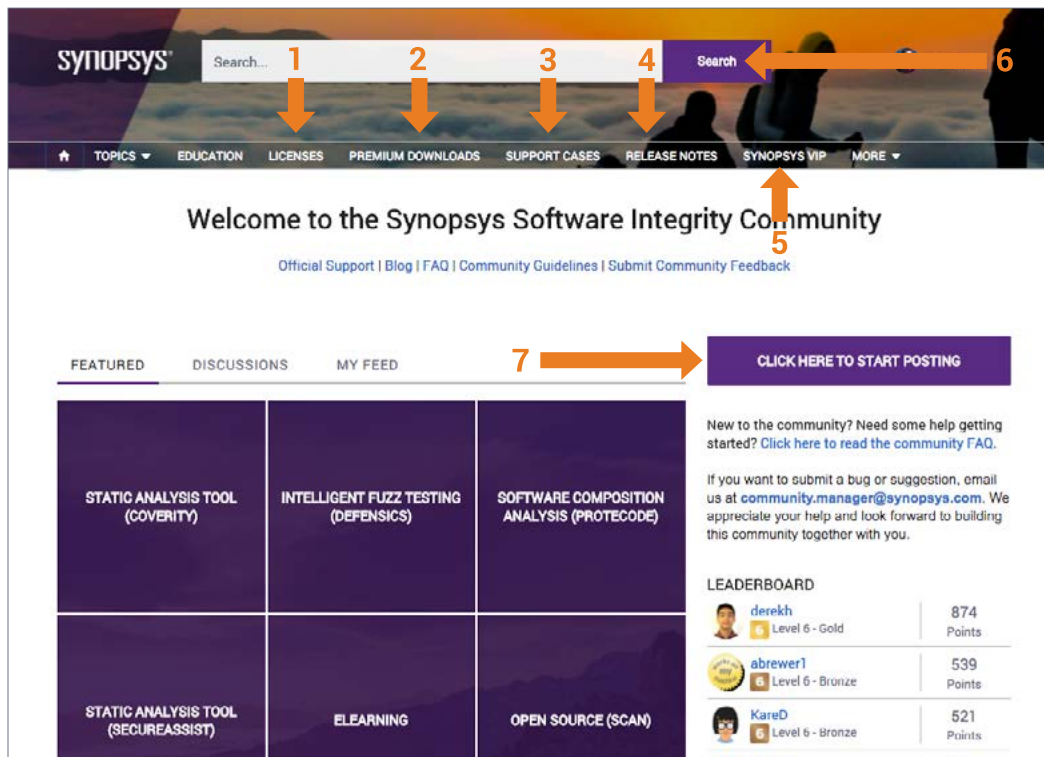 SYNOPSYS®
Search...
Search
1
2
3
4
6
TOPICS
EDUCATION
LICENSES
PREMIUM DOWNLOADS
SUPPORT CASES
RELEASE NOTES
SYNOPSYS VIP
MORE
5
Welcome to the Synopsys Software Integrity Community
Official Support | Blog | FAQ | Community Guidelines | Submit Community Feedback
FEATURED
DISCUSSIONS
MY FEED
7
CLICK HERE TO START POSTING
STATIC ANALYSIS TOOL
(COVERITY)
INTELLIGENT FUZZ TESTING
(DEFENSICS)
SOFTWARE COMPOSITION
ANALYSIS (PROTECODE)
STATIC ANALYSIS TOOL
(SECUREASSIST)
ELEARNING
OPEN SOURCE (SCAN)
New to the community? Need some help getting
started? Click here to read the community FAQ.
If you want to submit a bug or suggestion, email
us at community.manager@synopsys.com. We
appreciate your help and look forward to building
this community together with you.
LEADERBOARD
derekh
6 Level 6 - Gold
874
Points
abrewer1
6 Level 6 - Bronze
539
Points
KareD
6 Level 6 - Bronze
521
Points